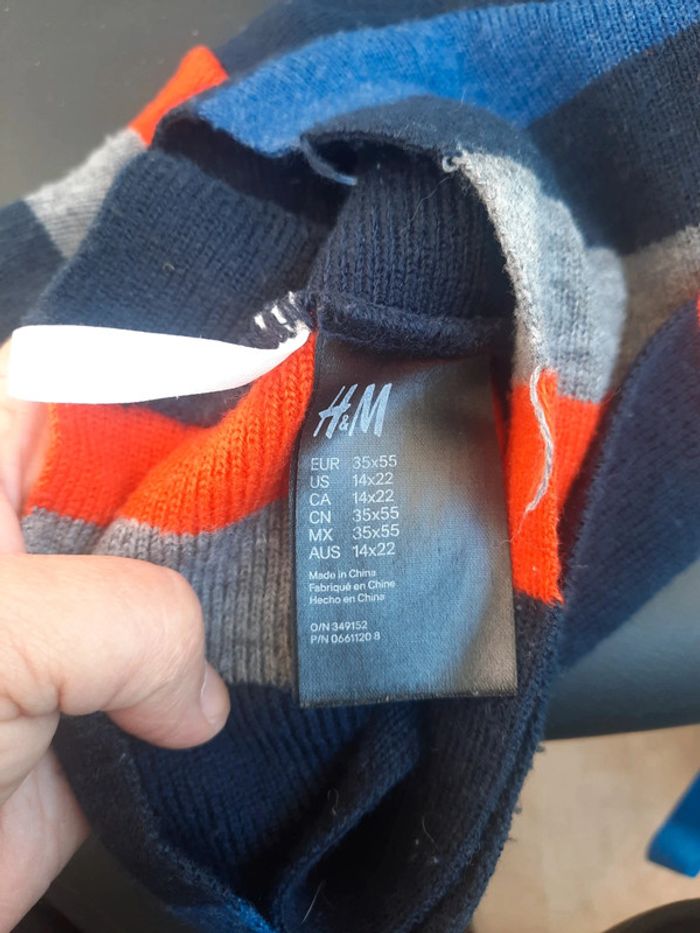 H&M
EUR 35x55
US 14x22
CA 14x22
CN 35x55
MX 35x55
AUS 14x22
Made in China
Fabriqué en Chine
Hecho en China
O/N 349152
P/N 0661120 8